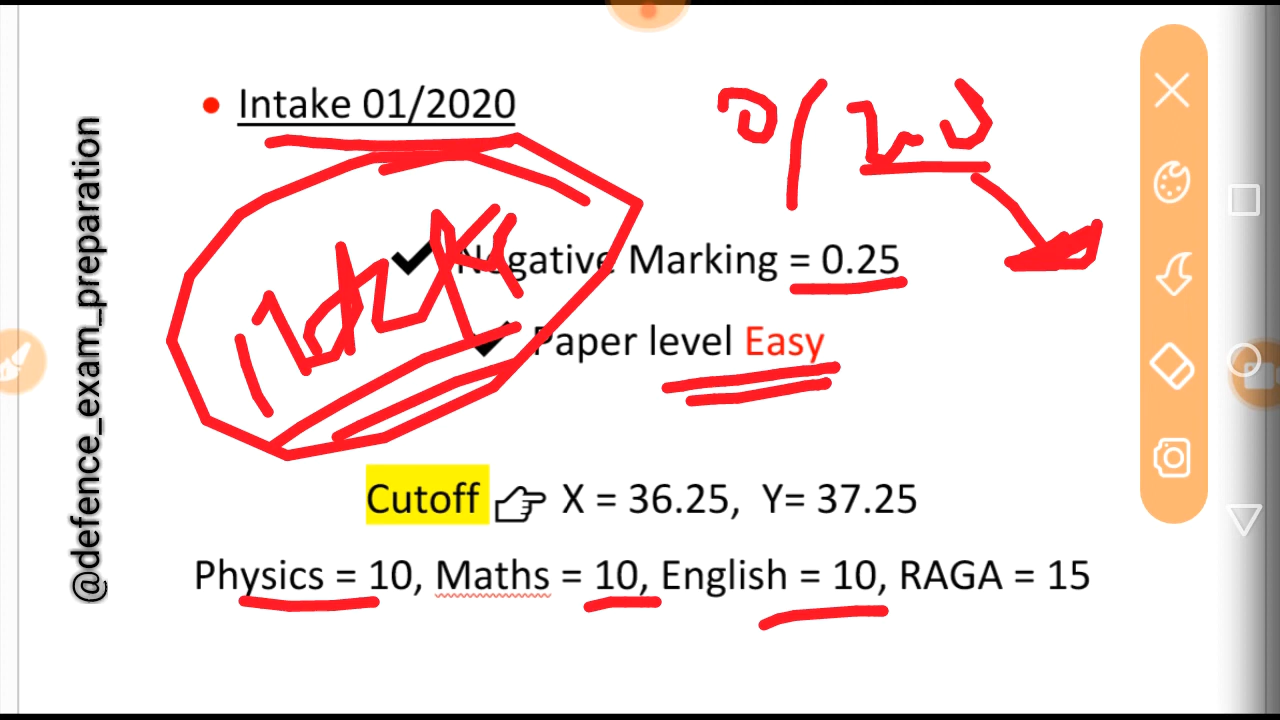 Intake 01/2020
Negative Marking = 0.25
Paper level Easy
Cutoff X = 36.25, Y= 37.25
Physics = 10, Maths = 10, English = 10, RAGA = 15
@defence_exam_preparation